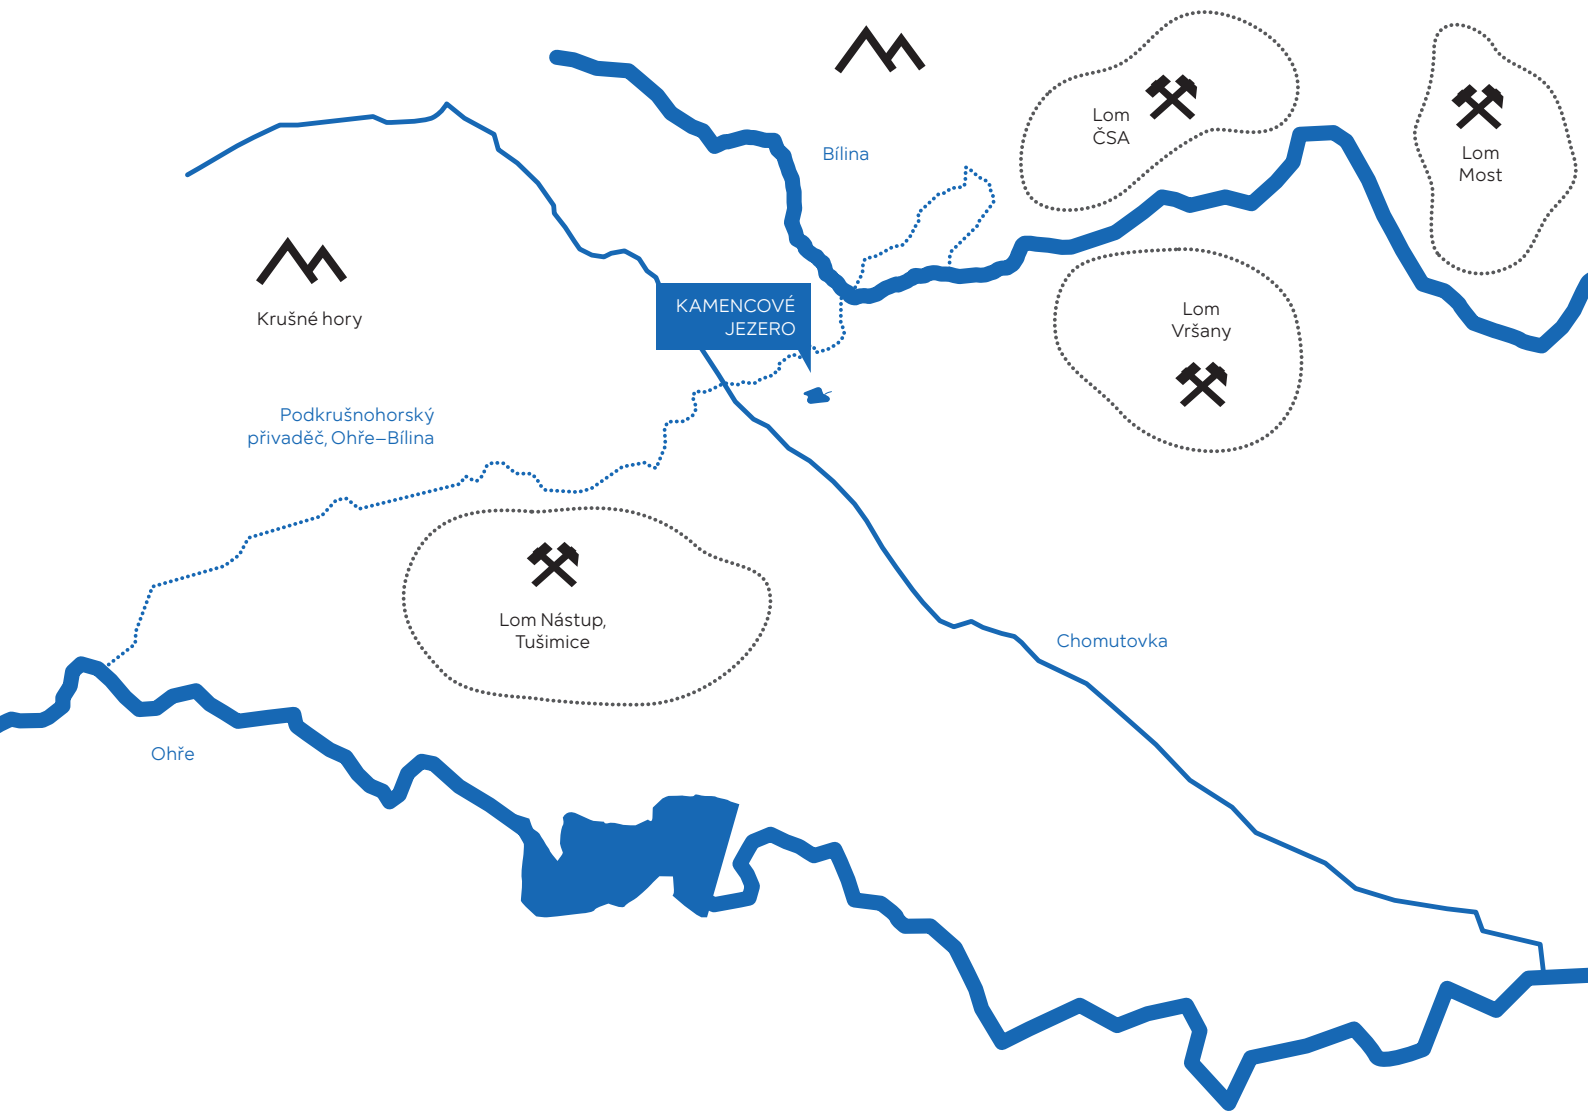 Lom
ČSA
Bílina
Lom
Most
KAMENCOVÉ
JEZERO
Krušné hory
Lom
Vršany
Podkrušnohorský
přivaděč, Ohře–Bílina
Lom Nástup,
Tušimice
Chomutovka
Ohře